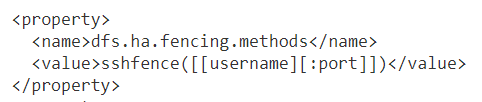 <property>
<name>dfs.ha.fencing.methods</name>
<value>sshfence([[username][:port]])</value>
</property>